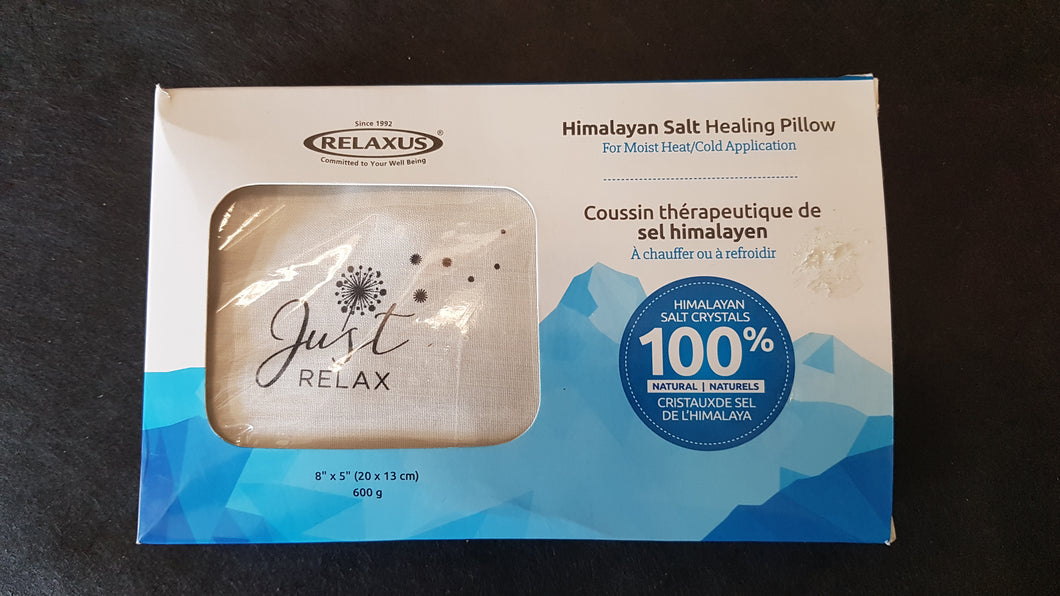 Since 1992
RELAXUS®
Committed to Your Well Being
Just
RELAX
8" x 5" (20 x 13 cm)
600 g
Himalayan Salt Healing Pillow
For Moist Heat/Cold Application
Coussin thérapeutique de
sel himalayen
À chauffer ou à refroidir
HIMALAYAN
SALT CRYSTALS
100%
NATURAL | NATURELS
CRISTAUXDE SEL
DE L'HIMALAYA